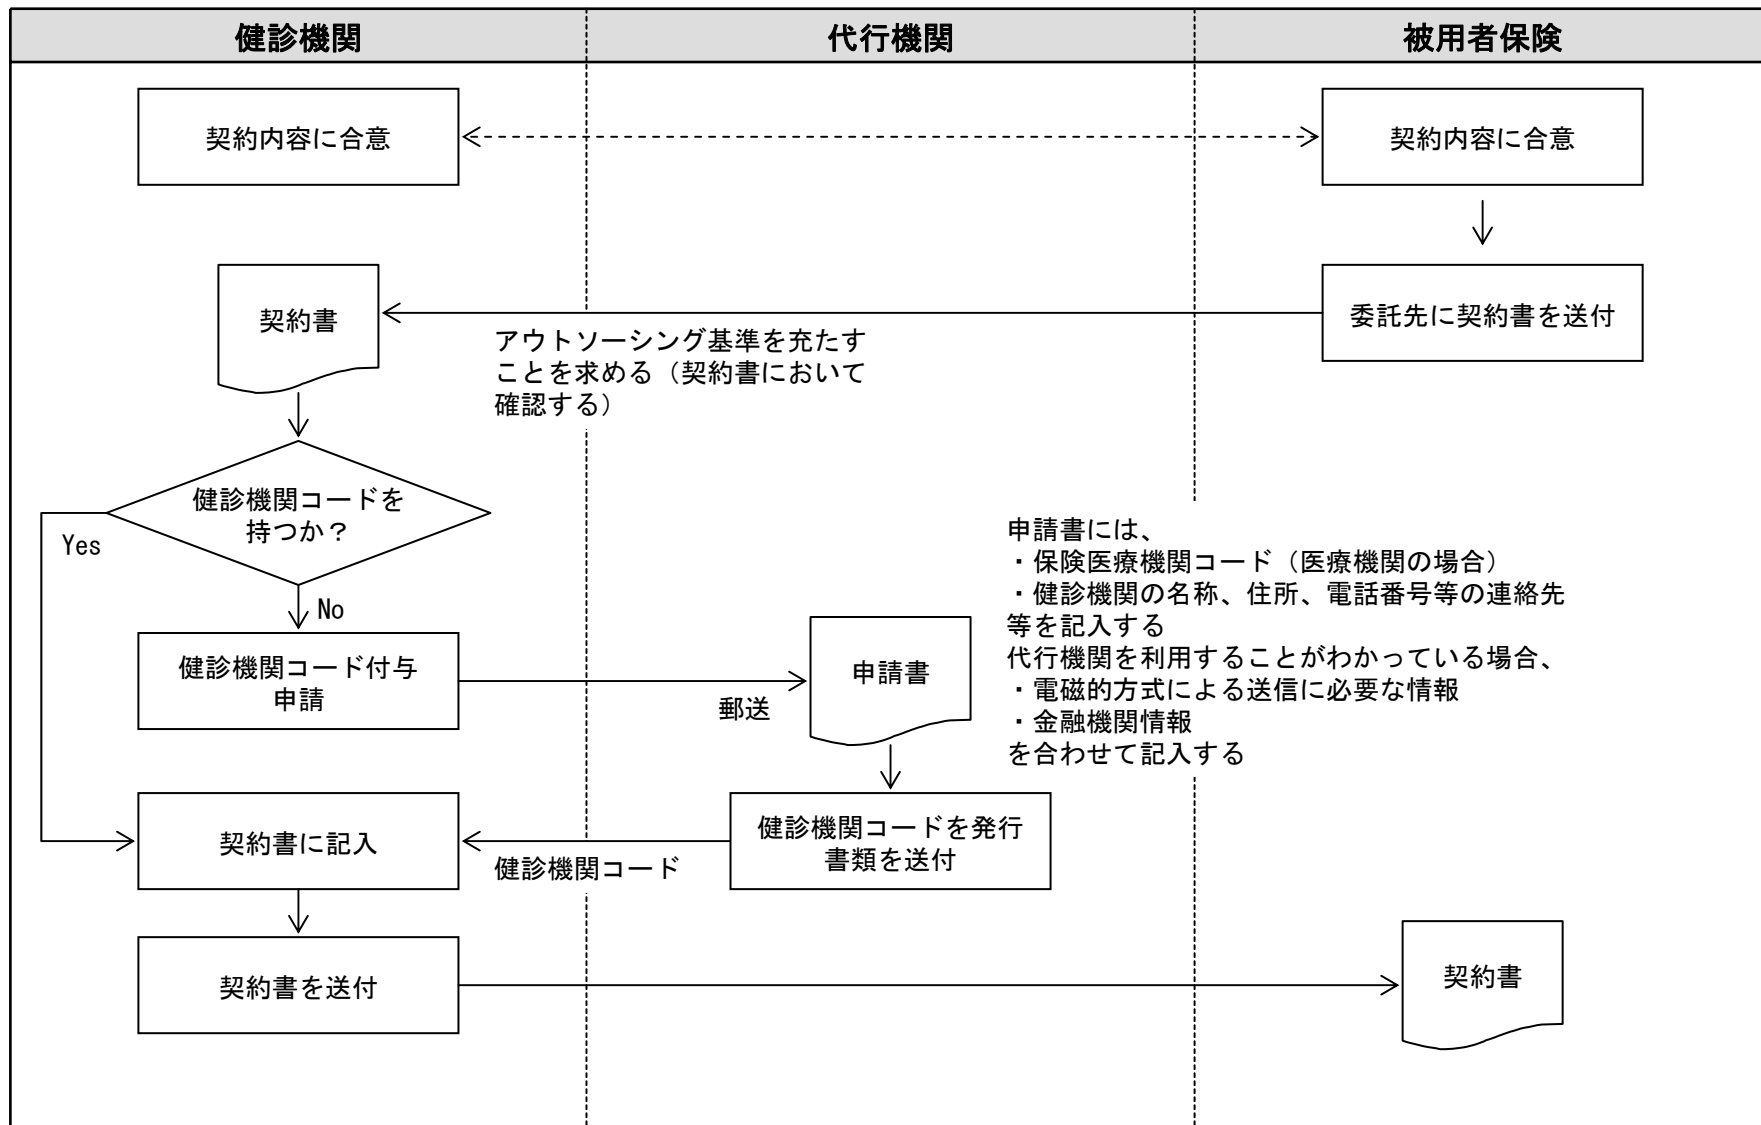 健診機関
代行機関
被用者保険
契約内容に合意
契約内容に合意
契約書
委託先に契約書を送付
アウトソーシング基準を充たす
ことを求める（契約書において
確認する）
健診機関コードを
持つか？
Yes
No
申請書には、
・保険医療機関コード（医療機関の場合）
・健診機関の名称、住所、電話番号等の連絡先
等を記入する
代行機関を利用することがわかっている場合、
・電磁的方式による送信に必要な情報
・金融機関情報
を合わせて記入する
健診機関コード付与
申請
郵送
申請書
契約書に記入
健診機関コード
健診機関コードを発行
書類を送付
契約書を送付
契約書